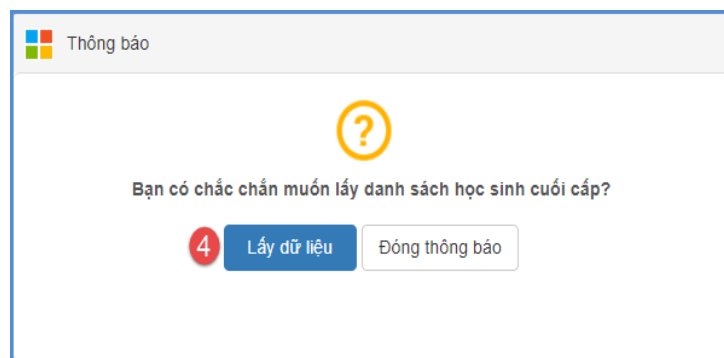 Thông báo
?
Bạn có chắc chắn muốn lấy danh sách học sinh cuối cấp?
4 Lấy dữ liệu Đóng thông báo